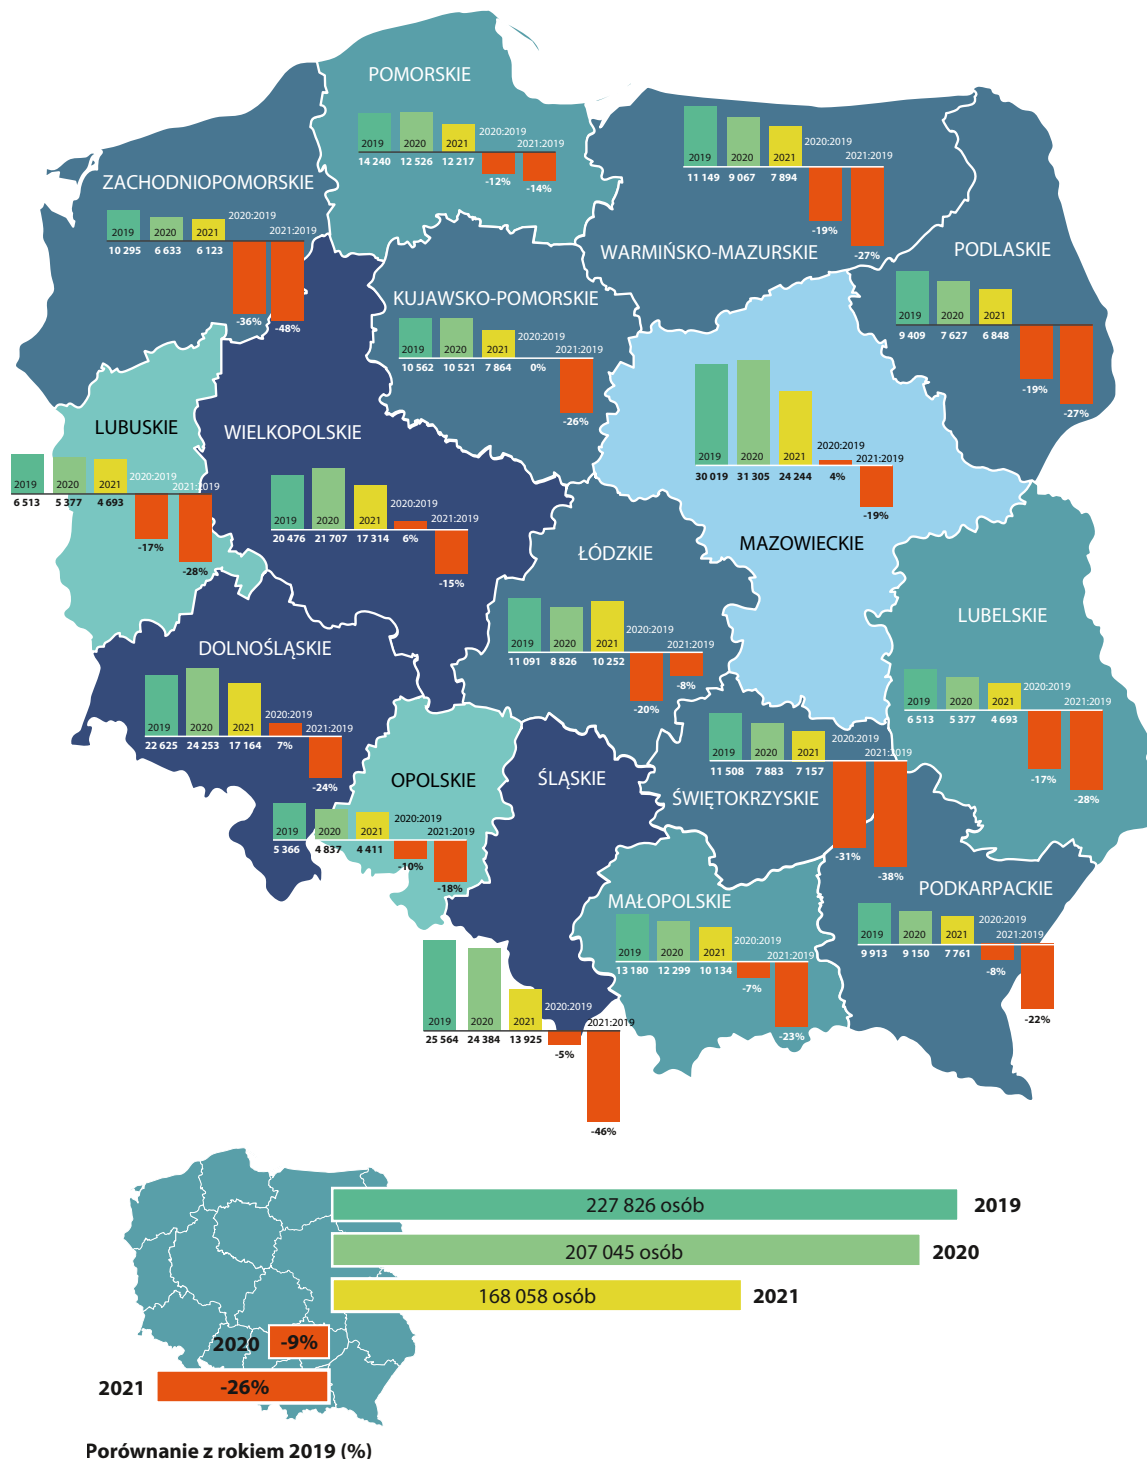 POMORSKIE
2019 2020 2021 2020:2019 2021:2019
14 240 12 526 12 217
-12% -14%
WARMIŃSKO-MAZURSKIE
2019 2020 2021 2020:2019 2021:2019
11 149 9 067 7 894
-19%
-27%
ZACHODNIOPOMORSKIE
2019 2020 2021 2020:2019 2021:2019
10 295 6 633 6 123
-36% -48%
PODLASKIE
2019 2020 2021
9 409 7 627 6 848
-19%
-27%
KUJAWSKO-POMORSKIE
2019 2020 2021 2020:2019 2021:2019
10 562 10 521 7 864 0%
-26%
MAZOWIECKIE
2019 2020 2021 2020:2019 2021:2019
30 019 31 305 24 244 4%
-19%
LUBUSKIE
2019 2020 2021 2020:2019 2021:2019
6 513 5 377 4 693
-17%
-28%
WIELKOPOLSKIE
2019 2020 2021 2020:2019 2021:2019
20 476 21 707 17 314 6%
-15%
ŁÓDZKIE
2019 2020 2021 2020:2019 2021:2019
11 091 8 826 10 252
-20% -8%
LUBELSKIE
2019 2020 2021 2020:2019 2021:2019
6 513 5 377 4 693
-17%
-28%
DOLNOŚLĄSKIE
2019 2020 2021 2020:2019 2021:2019
22 625 24 253 17 164 7%
-24%
OPOLSKIE
2019 2020 2021 2020:2019 2021:2019
5 366 4 837 4 411
-10%
-18%
ŚLĄSKIE
2019 2020 2021 2020:2019 2021:2019
25 564 24 384 13 925
-5%
-46%
ŚWIĘTOKRZYSKIE
2019 2020 2021 2020:2019 2021:2019
11 508 7 883 7 157
-31%
-38%
MAŁOPOLSKIE
2019 2020 2021 2020:2019 2021:2019
13 180 12 299 10 134
-7%
-23%
PODKARPACKIE
2019 2020 2021 2020:2019 2021:2019
9 913 9 150 7 761
-8%
-22%
227 826 osób 2019
207 045 osób 2020
168 058 osób 2021
2020 -9%
2021 -26%
Porównanie z rokiem 2019 (%)